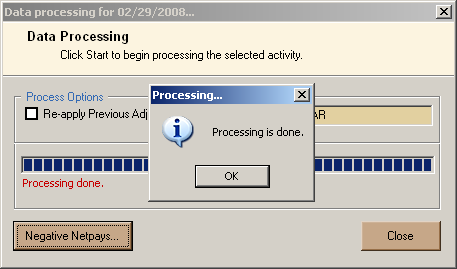 Data processing for 02/29/2008...
Data Processing
Click Start to begin processing the selected activity.
Process Options
Re-apply Previous Adj
AR
Processing...
Processing is done.
OK
Processing done.
Negative Netpays...
Close